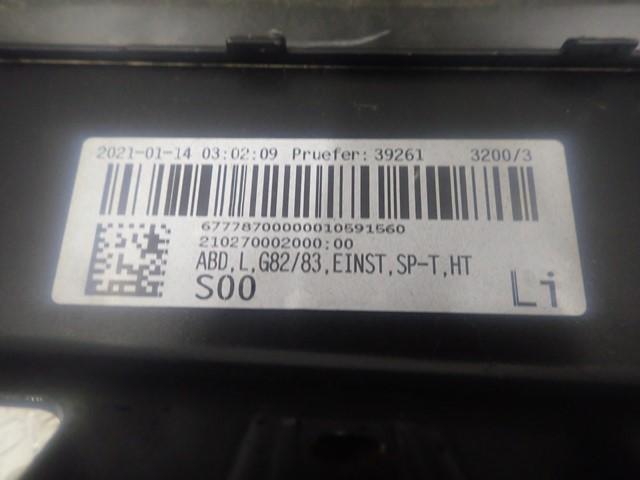 2021-01-14 03:02:09 Pruefer: 39261 3200/3
67778700000010591560
210270002000:00
ABD,L,G82/83,EINST,SP-T,HT
S00 Li